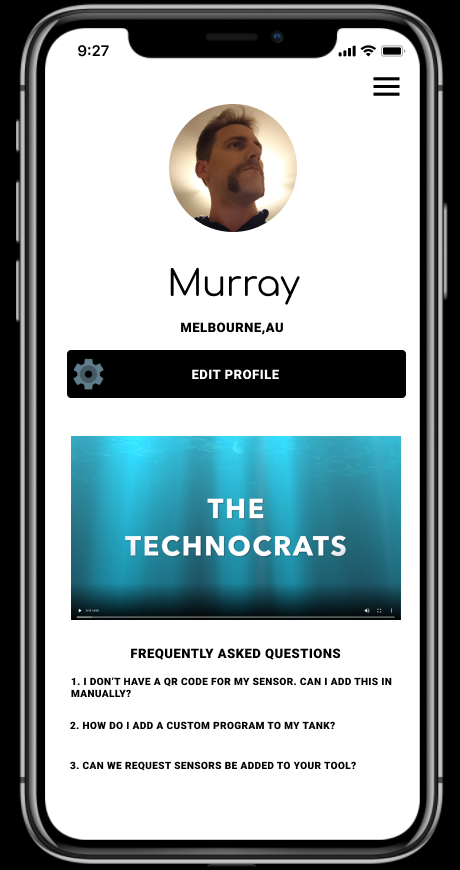 9:27
Murray
MELBOURNE,AU
EDIT PROFILE
THE
TECHNOCRATS
FREQUENTLY ASKED QUESTIONS
1. I DON'T HAVE A QR CODE FOR MY SENSOR. CAN I ADD THIS IN
MANUALLY?
2. HOW DO I ADD A CUSTOM PROGRAM TO MY TANK?
3. CAN WE REQUEST SENSORS BE ADDED TO YOUR TOOL?